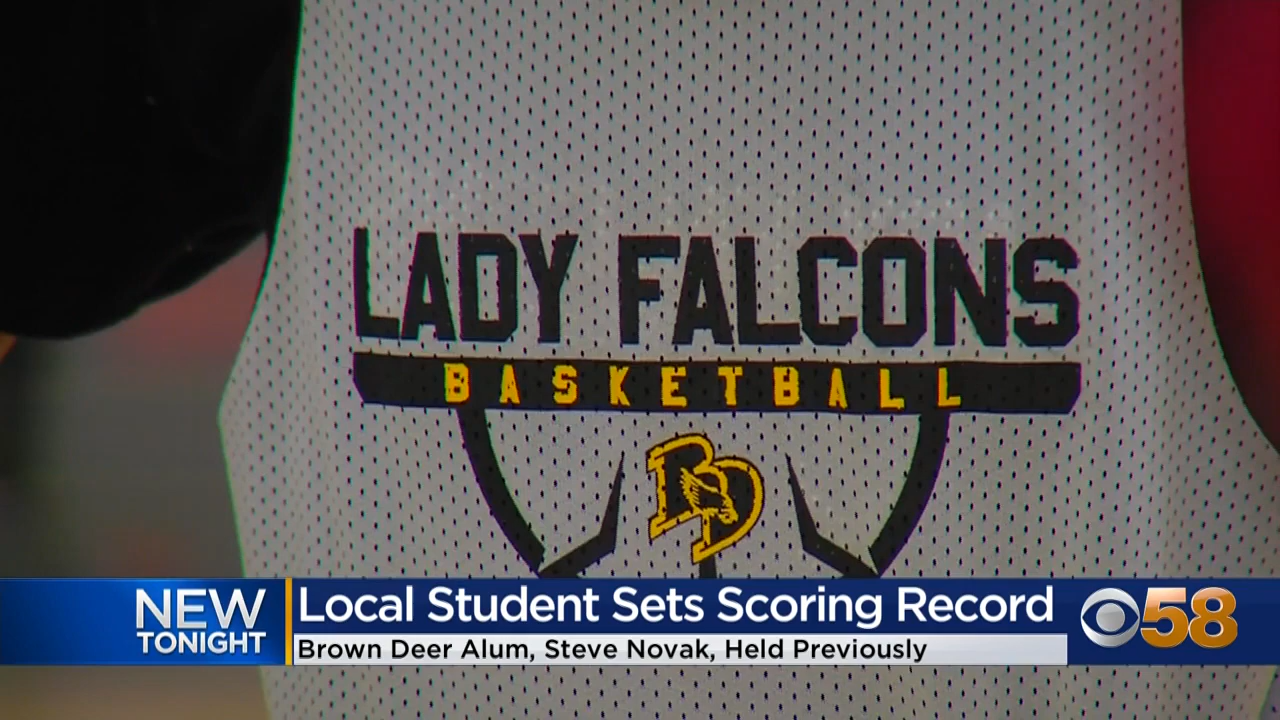 LADY FALCONS
BASKETBALL
BD
NEW
TONIGHT
Local Student Sets Scoring Record
Brown Deer Alum, Steve Novak, Held Previously
58